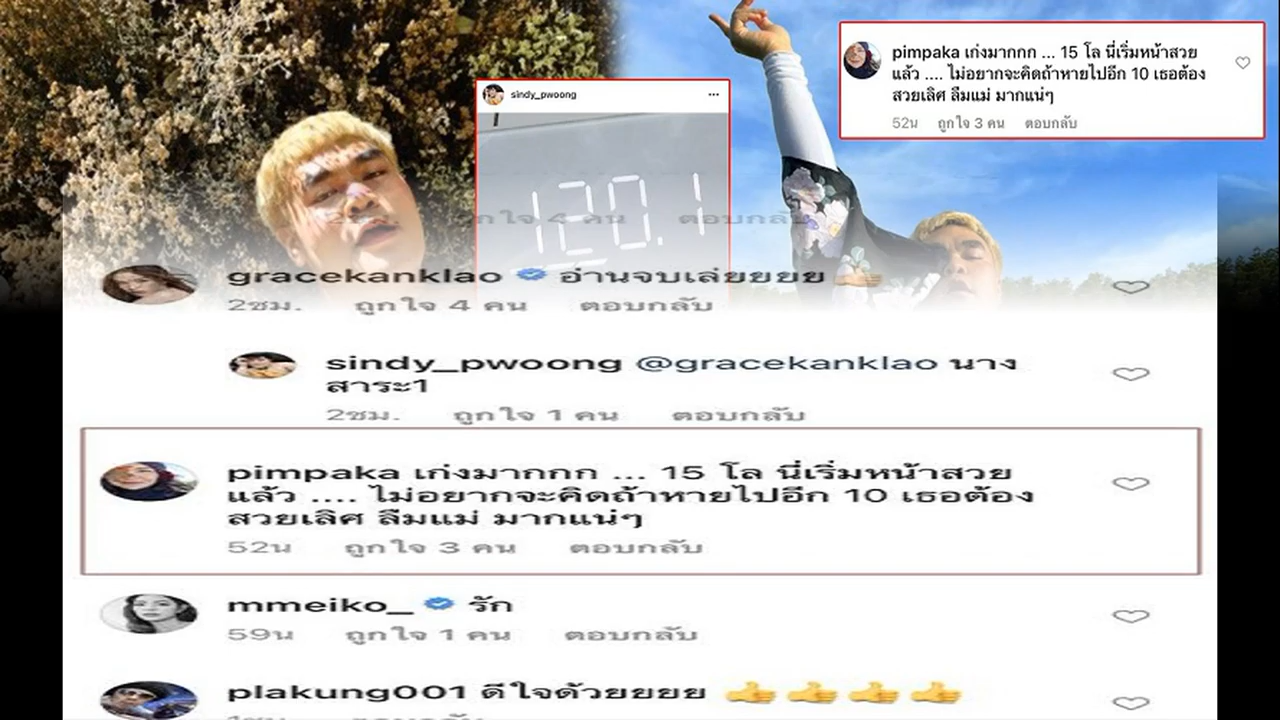 pimpaka เก่งมากกก ... 15 โล นี่เริ่มหน้าสวย
แล้ว .... ไม่อยากจะคิดถ้าหายไปอีก 10 เธอต้อง
สวยเลิศ ลืมแม่ มากแน่ๆ
52น ถูกใจ 3 คน ตอบกลับ
sindy_pwoong
120.1
ถูกใจ 4 คน ตอบกลับ
gracekanklao อ่านจบเล่ยยยย 👍
2ชม. ถูกใจ 4 คน ตอบกลับ
sindy_pwoong @gracekanklao นาง
สาระ1
2ชม. ถูกใจ 1 คน ตอบกลับ
pimpaka เก่งมากกก ... 15 โล นี่เริ่มหน้าสวย
แล้ว .... ไม่อยากจะคิดถ้าหายไปอีก 10 เธอต้อง
สวยเลิศ ลืมแม่ มากแน่ๆ
52น ถูกใจ 3 คน ตอบกลับ
mmeiko_ รัก
59น ถูกใจ 1 คน ตอบกลับ
plakung001 ดีใจด้วยยยย 👍👍👍👍